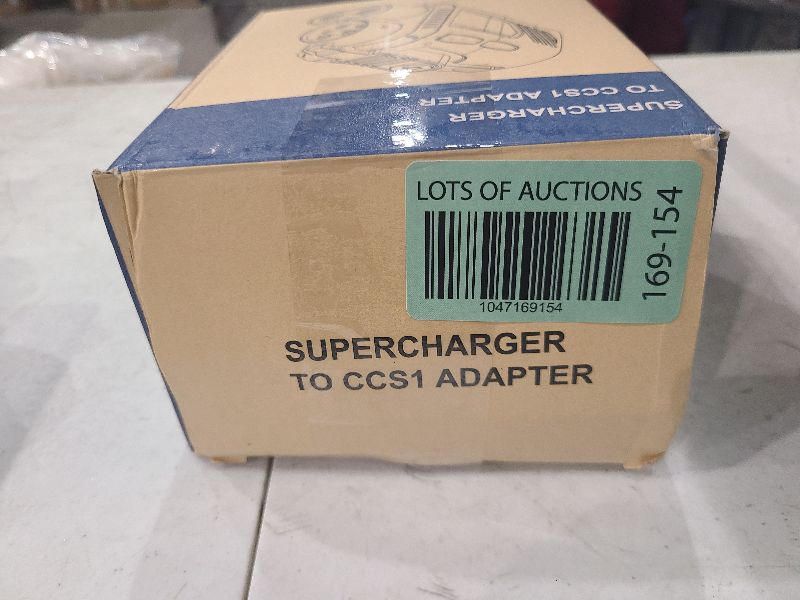 SUPERCHARGER
TO CCS1 ADAPTER
LOTS OF AUCTIONS
169-154
1047169154
SUPERCHARGER
TO CCS1 ADAPTER